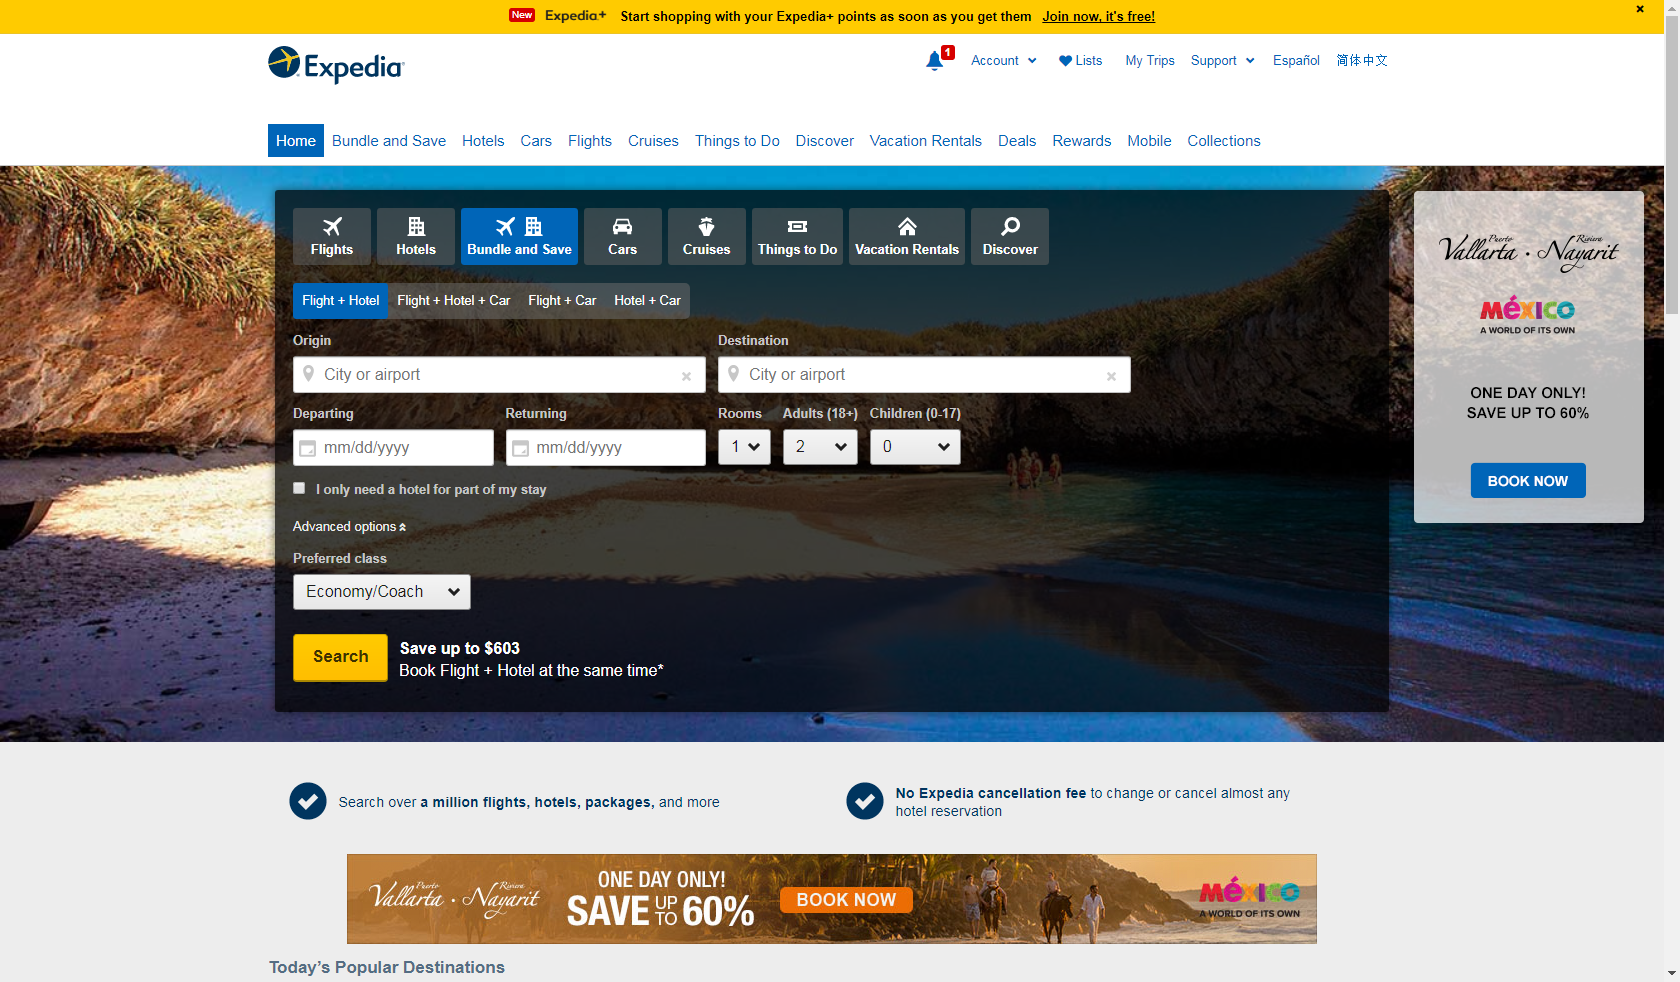 New Expedia+ Start shopping with your Expedia+ points as soon as you get them Join now, it's free!
Expedia
1 Account Lists My Trips Support Español 简体中文
Home Bundle and Save Hotels Cars Flights Cruises Things to Do Discover Vacation Rentals Deals Rewards Mobile Collections
Flights Hotels Bundle and Save Cars Cruises Things to Do Vacation Rentals Discover
Flight + Hotel Flight + Hotel + Car Flight + Car Hotel + Car
Origin Destination
City or airport City or airport
Departing Returning Rooms Adults (18+) Children (0-17)
mm/dd/yyyy mm/dd/yyyy 1 2 0
I only need a hotel for part of my stay
Advanced options
Preferred class
Economy/Coach
Search
Save up to $603
Book Flight + Hotel at the same time*
Puerto Riviera
Vallarta · Nayarit
méxico
A WORLD OF ITS OWN
ONE DAY ONLY!
SAVE UP TO 60%
BOOK NOW
Search over a million flights, hotels, packages, and more
No Expedia cancellation fee to change or cancel almost any
hotel reservation
Puerto Riviera
Vallarta · Nayarit
ONE DAY ONLY!
SAVE UP TO 60%
BOOK NOW
méxico
A WORLD OF ITS OWN
Today's Popular Destinations